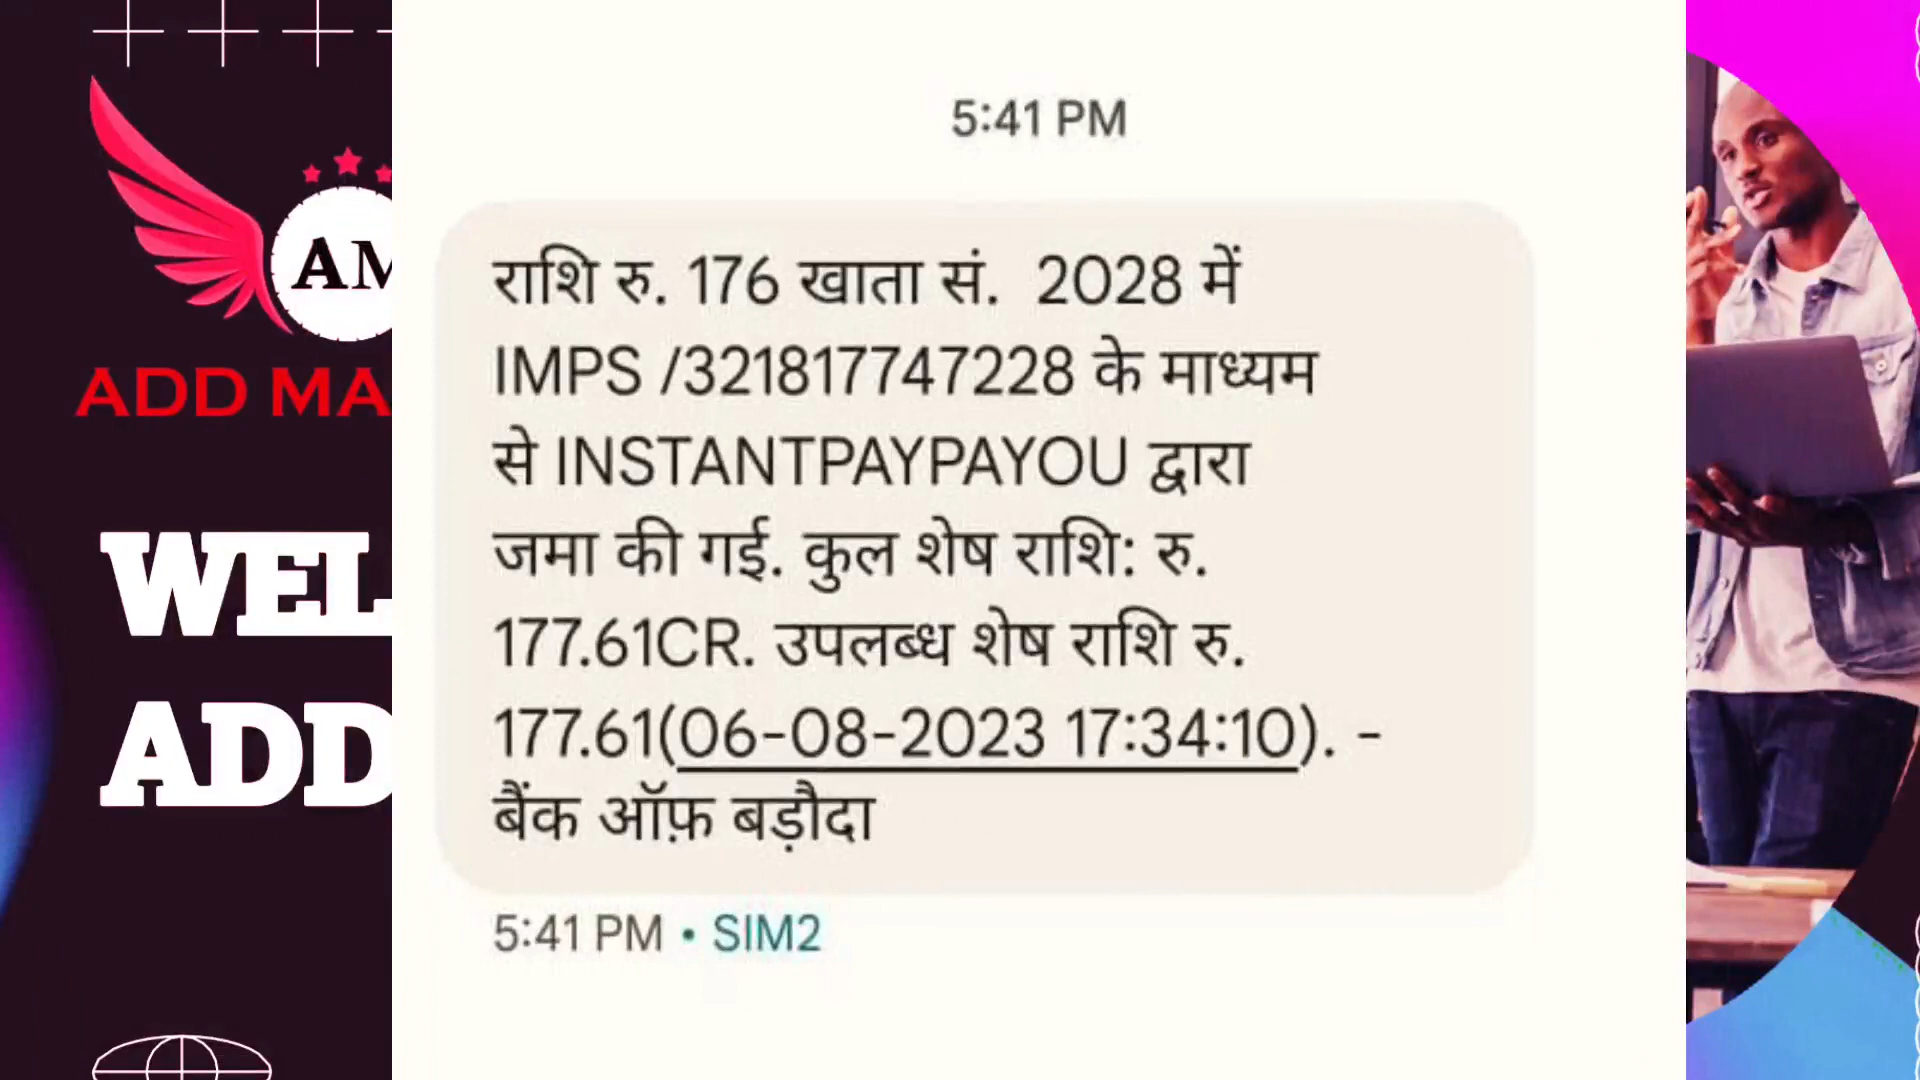 5:41 PM
राशि रु. 176 खाता सं. 2028 में
IMPS /321817747228 के माध्यम
से INSTANTPAYPAYOU द्वारा
जमा की गई. कुल शेष राशि: रु.
177.61CR. उपलब्ध शेष राशि रु.
177.61(06-08-2023 17:34:10). -
बैंक ऑफ़ बड़ौदा
5:41 PM • SIM2
AM
ADD MA
WEL
ADD